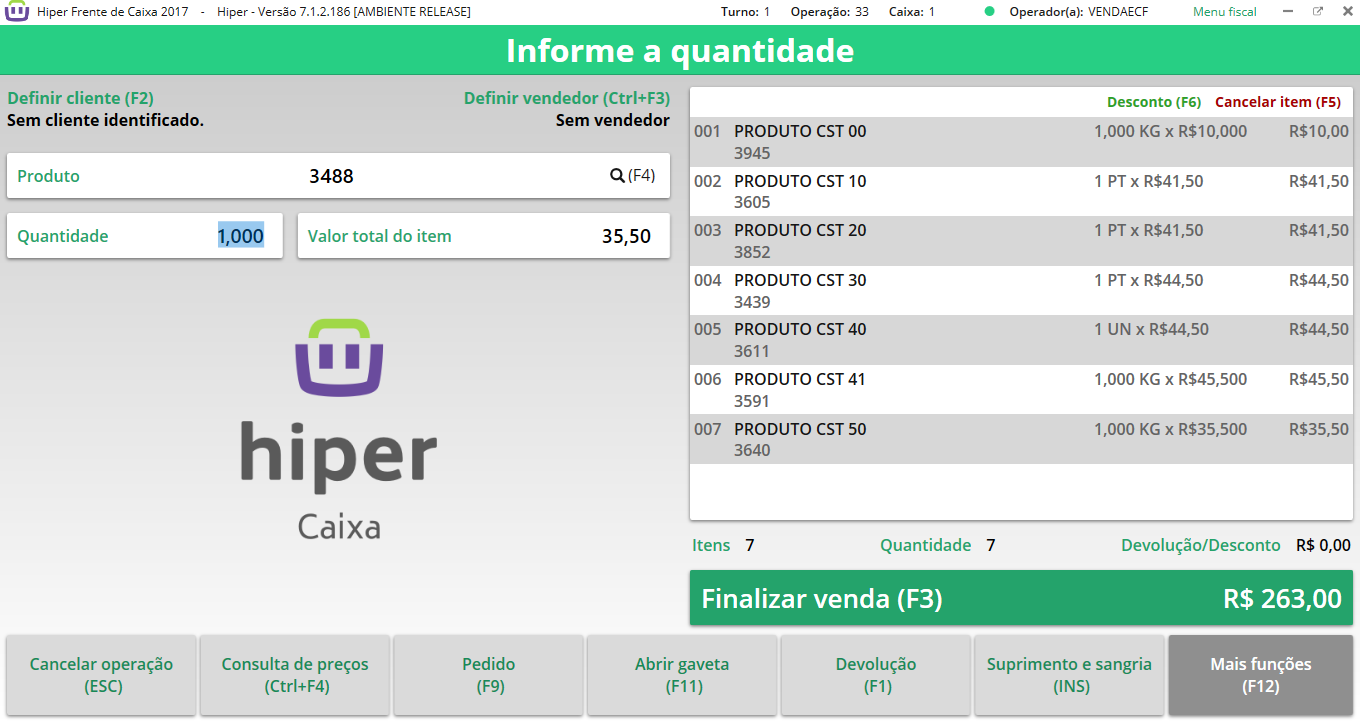 Hiper Frente de Caixa 2017 - Hiper - Versão 7.1.2.186 [AMBIENTE RELEASE] Turno: 1 Operação: 33 Caixa: 1 Operador(a): VENDAECF Menu fiscal
Informe a quantidade
Definir cliente (F2) Definir vendedor (Ctrl+F3)
Sem cliente identificado. Sem vendedor
Produto 3488 (F4)
Quantidade 1,000 Valor total do item 35,50
hiper
Caixa
Desconto (F6) Cancelar item (F5)
001 PRODUTO CST 00 1,000 KG x R$10,000 R$10,00
3945
002 PRODUTO CST 10 1 PT x R$41,50 R$41,50
3605
003 PRODUTO CST 20 1 PT x R$41,50 R$41,50
3852
004 PRODUTO CST 30 1 PT x R$44,50 R$44,50
3439
005 PRODUTO CST 40 1 UN x R$44,50 R$44,50
3611
006 PRODUTO CST 41 1,000 KG x R$45,500 R$45,50
3591
007 PRODUTO CST 50 1,000 KG x R$35,500 R$35,50
3640
Itens 7 Quantidade 7 Devolução/Desconto R$ 0,00
Finalizar venda (F3) R$ 263,00
Cancelar operação
(ESC)
Consulta de preços
(Ctrl+F4)
Pedido
(F9)
Abrir gaveta
(F11)
Devolução
(F1)
Suprimento e sangria
(INS)
Mais funções
(F12)